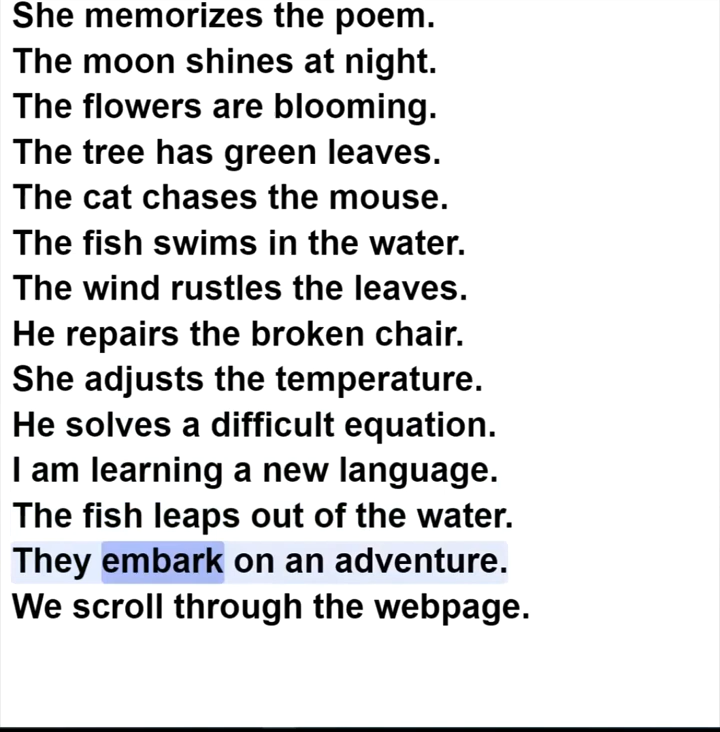 She memorizes the poem.
The moon shines at night.
The flowers are blooming.
The tree has green leaves.
The cat chases the mouse.
The fish swims in the water.
The wind rustles the leaves.
He repairs the broken chair.
She adjusts the temperature.
He solves a difficult equation.
I am learning a new language.
The fish leaps out of the water.
They embark on an adventure.
We scroll through the webpage.